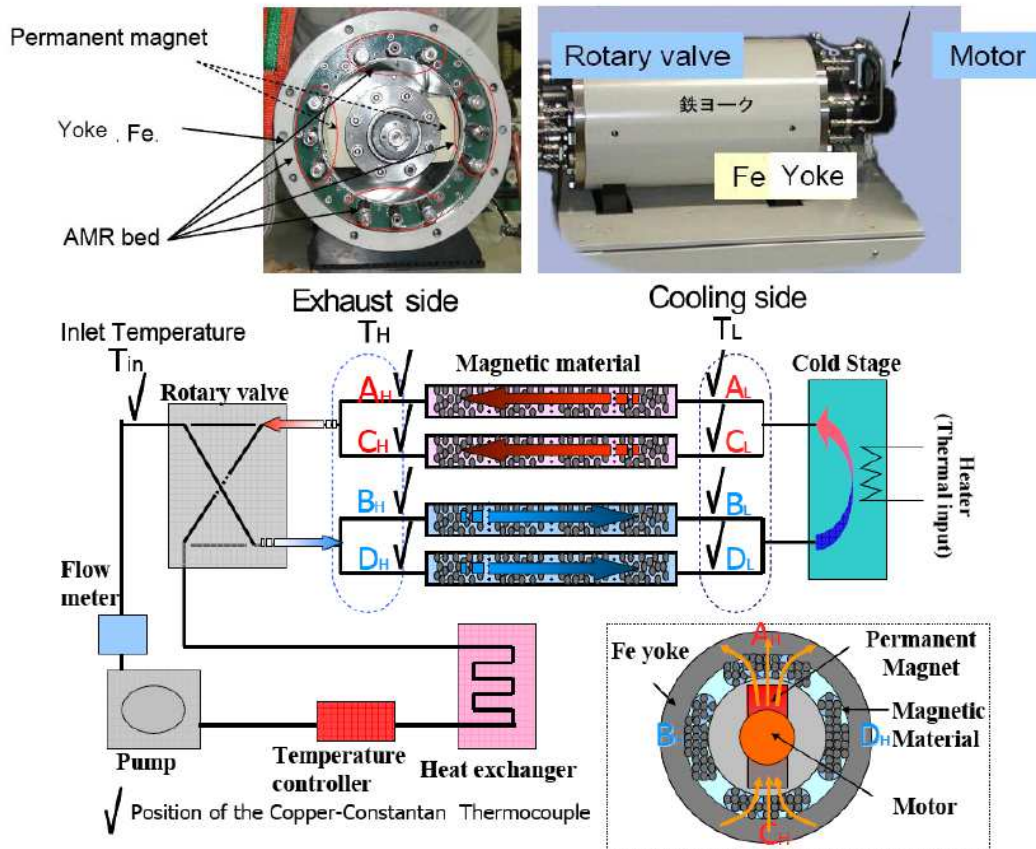 Permanent magnet
Yoke . Fe.
AMR bed
Rotary valve
Motor
鉄ヨーク
Fe Yoke
Exhaust side
TH
Cooling side
TL
Inlet Temperature
Tin
Rotary valve
Magnetic material
Cold Stage
AH
AL
CH
CL
BH
BL
DH
DL
Heater
(Thermal input)
Flow
meter
Pump
Temperature
controller
Heat exchanger
Position of the Copper-Constantan Thermocouple
AH
Fe yoke
Permanent
Magnet
B
DH
Magnetic
Material
Motor
CH